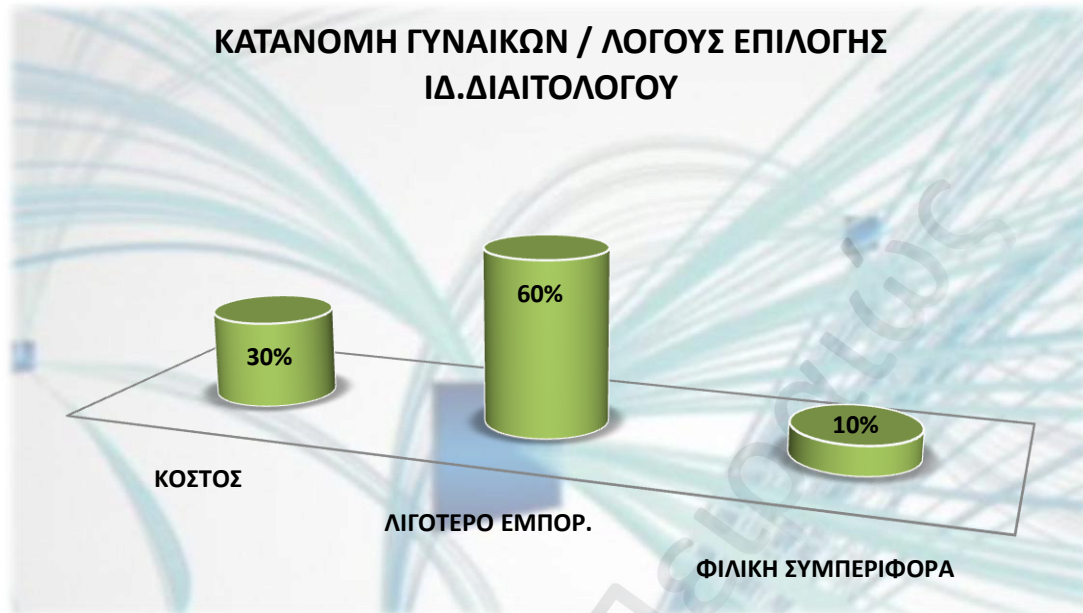 ΚΑΤΑΝΟΜΗ ΓΥΝΑΙΚΩΝ / ΛΟΓΟΥΣ ΕΠΙΛΟΓΗΣ
ΙΔ.ΔΙΑΙΤΟΛΟΓΟΥ
30%
60%
10%
ΚΟΣΤΟΣ
ΛΙΓΟΤΕΡΟ ΕΜΠΟΡ.
ΦΙΛΙΚΗ ΣΥΜΠΕΡΙΦΟΡΑ